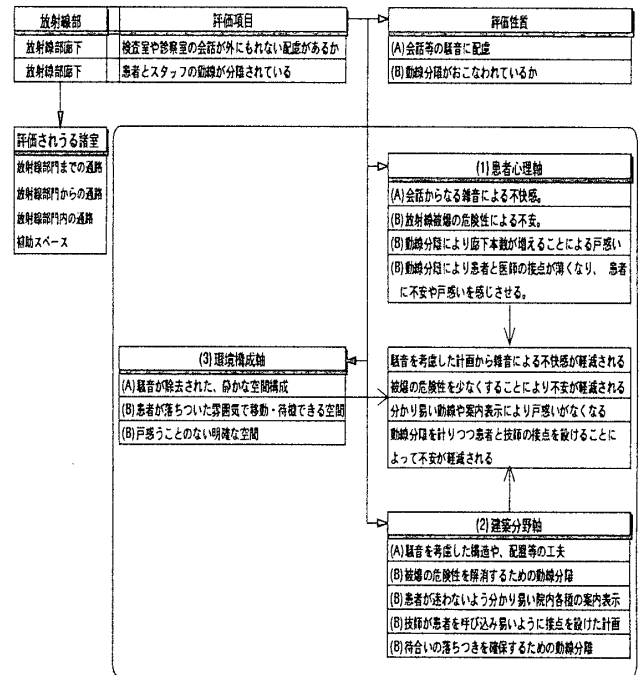 放射線部 評価項目
放射線部廊下 検査室や診察室の会話が外にもれない配慮があるか
放射線部廊下 患者とスタッフの動線が分離されている
評価性質
(A) 会話等の騒音に配慮
(B) 動線分離がおこなわれているか
評価されうる諸室
放射線部門までの通路
放射線部門からの通路
放射線部門内の通路
補助スペース
(1) 患者心理軸
(A) 会話からなる雑音による不快感。
(B) 放射線被爆の危険性による不安。
(B) 動線分離により廊下本数が増えることによる戸惑い
(B) 動線分離により患者と医師の接点が薄くなり、患者
に不安や戸惑いを感じさせる。
(3) 環境構成軸
(A) 騒音が除去された、静かな空間構成
(B) 患者が落ちついた雰囲気で移動・待機できる空間
(B) 戸惑うことのない明確な空間
騒音を考慮した計画から雑音による不快感が軽減される
被爆の危険性を少なくすることにより不安が軽減される
分かり易い動線や案内表示により戸惑いがなくなる
動線分離を計りつつ患者と技師の接点を設けることに
よって不安が軽減される
(2) 建築分野軸
(A) 騒音を考慮した構造や、配置等の工夫
(B) 被爆の危険性を解消するための動線分離
(B) 患者が迷わないよう分かり易い院内各種の案内表示
(B) 技師が患者を呼び込み易いように接点を設けた計画
(B) 待合いの落ちつきを確保するための動線分離